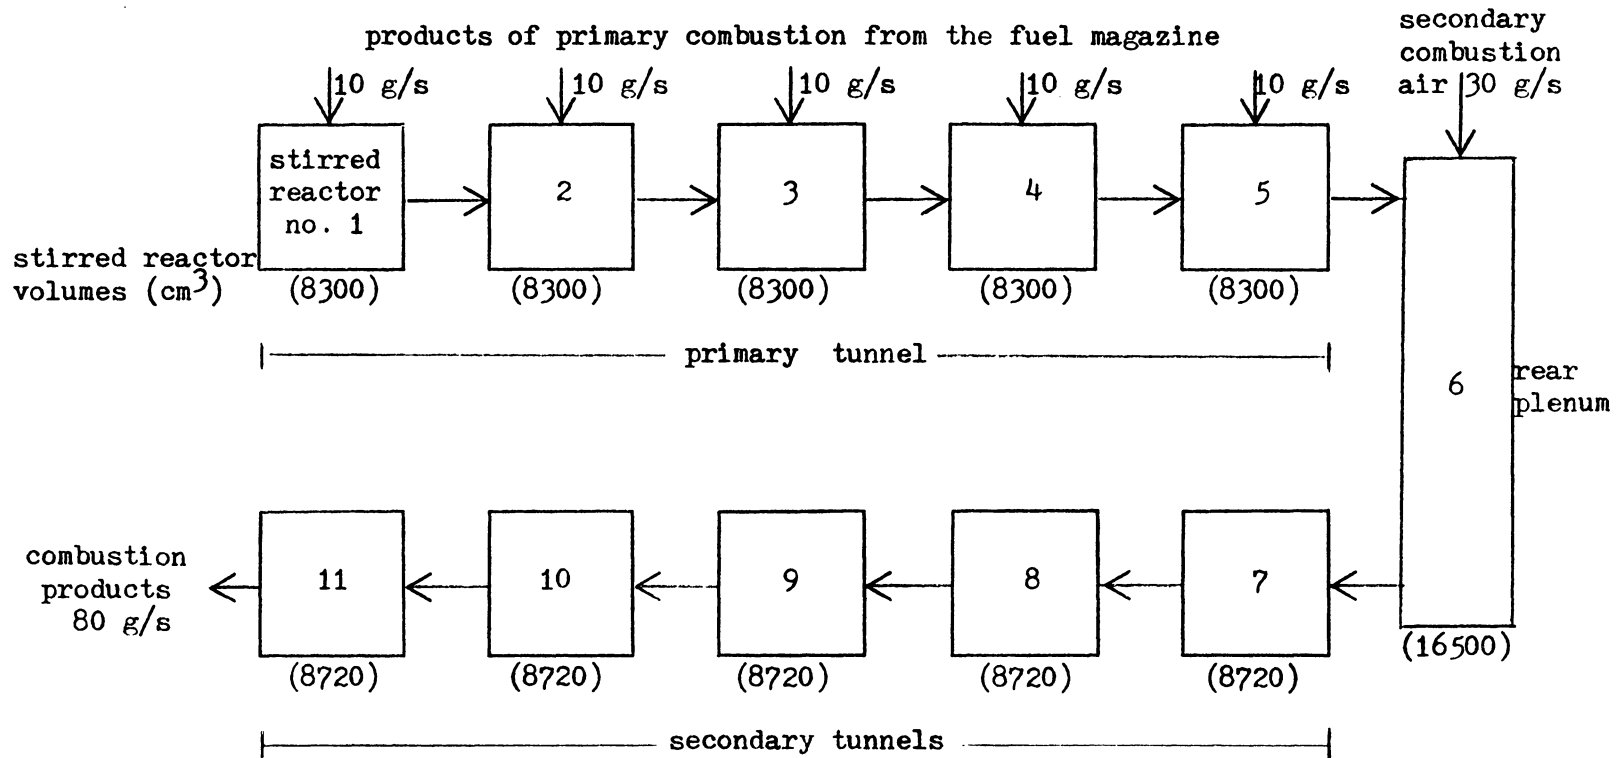 products of primary combustion from the fuel magazine
secondary
combustion
air 30 g/s
10 g/s
10 g/s
10 g/s
10 g/s
10 g/s
stirred
reactor
no. 1
2
3
4
5
stirred reactor
volumes (cm3)
(8300)
(8300)
(8300)
(8300)
(8300)
primary tunnel
6
rear
plenum
combustion
products
80 g/s
11
10
9
8
7
(16500)
(8720)
(8720)
(8720)
(8720)
(8720)
secondary tunnels